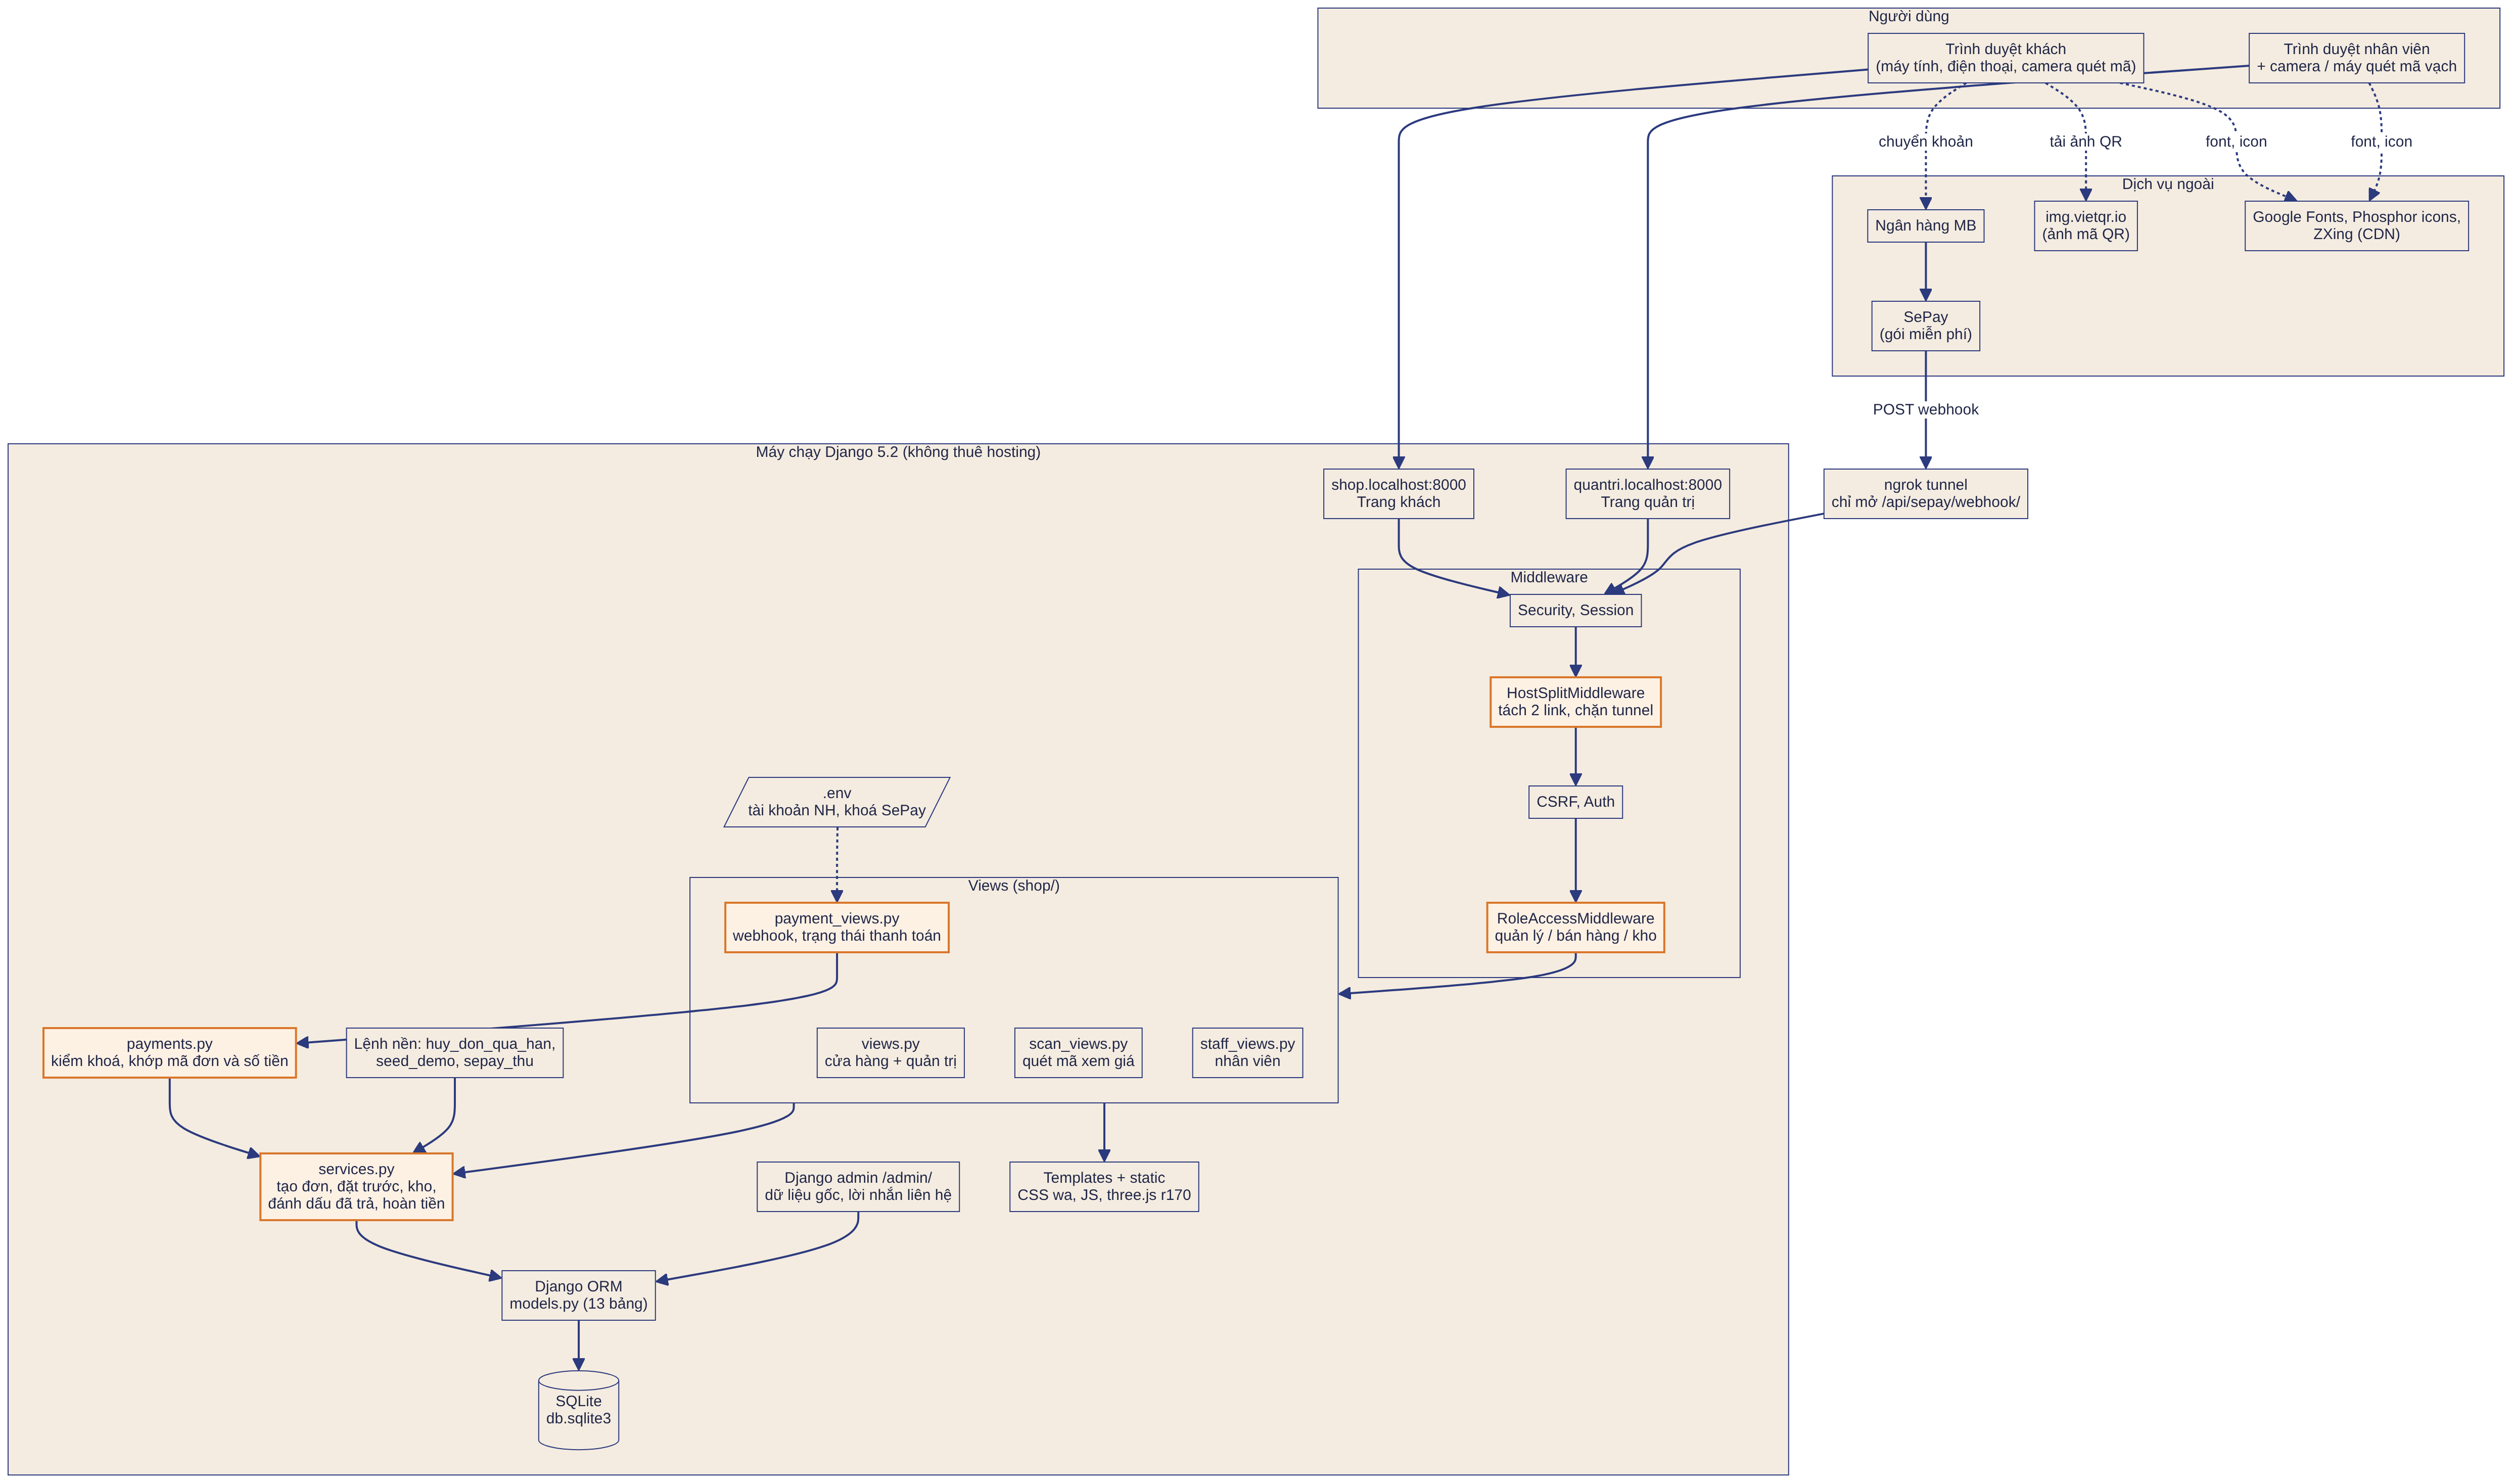 Người dùng
Trình duyệt khách
(máy tính, điện thoại, camera quét mã)
Trình duyệt nhân viên
+ camera / máy quét mã vạch
chuyển khoản
tải ảnh QR
font, icon
font, icon
Dịch vụ ngoài
Ngân hàng MB
img.vietqr.io
(ảnh mã QR)
Google Fonts, Phosphor icons,
ZXing (CDN)
SePay
(gói miễn phí)
POST webhook
Máy chạy Django 5.2 (không thuê hosting)
shop.localhost:8000
Trang khách
quantri.localhost:8000
Trang quản trị
ngrok tunnel
chỉ mở /api/sepay/webhook/
Middleware
Security, Session
HostSplitMiddleware
tách 2 link, chặn tunnel
CSRF, Auth
.env
tài khoản NH, khoá SePay
Views (shop/)
payment_views.py
webhook, trạng thái thanh toán
RoleAccessMiddleware
quản lý / bán hàng / kho
payments.py
kiểm khoá, khớp mã đơn và số tiền
Lệnh nền: huy_don_qua_han,
seed_demo, sepay_thu
views.py
cửa hàng + quản trị
scan_views.py
quét mã xem giá
staff_views.py
nhân viên
services.py
tạo đơn, đặt trước, kho,
đánh dấu đã trả, hoàn tiền
Django admin /admin/
dữ liệu gốc, lời nhắn liên hệ
Templates + static
CSS wa, JS, three.js r170
Django ORM
models.py (13 bảng)
SQLite
db.sqlite3